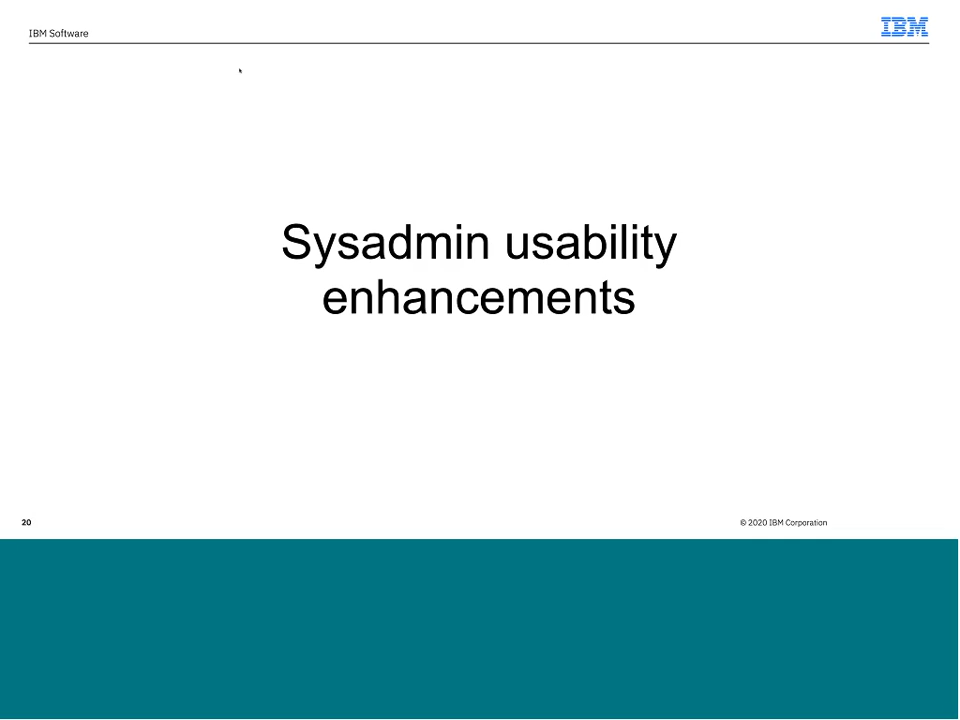 IBM Software
IBM
Sysadmin usability
enhancements
20
© 2020 IBM Corporation